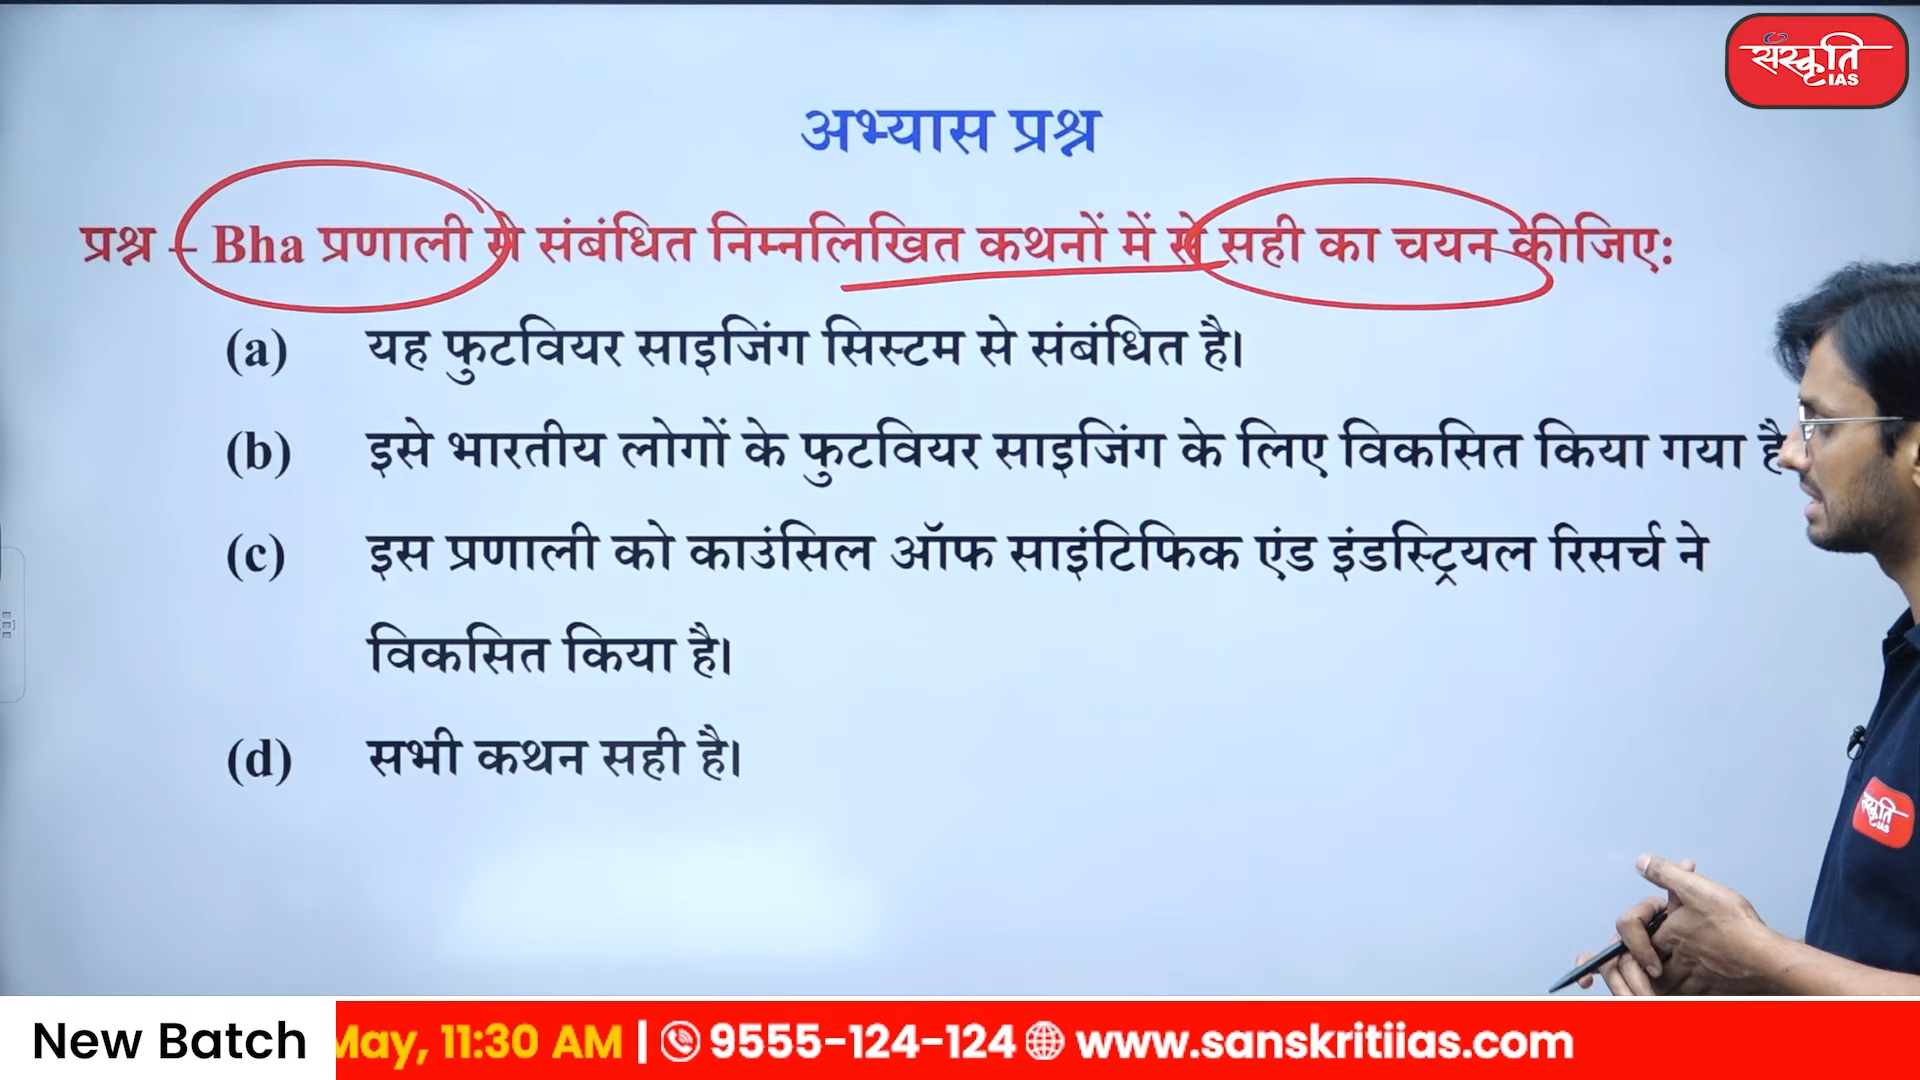 संस्कृति
IAS
अभ्यास प्रश्न
प्रश्न – Bha प्रणाली से संबंधित निम्नलिखित कथनों में से सही का चयन कीजिए:
(a) यह फुटवियर साइजिंग सिस्टम से संबंधित है।
(b) इसे भारतीय लोगों के फुटवियर साइजिंग के लिए विकसित किया गया है
(c) इस प्रणाली को काउंसिल ऑफ साइंटिफिक एंड इंडस्ट्रियल रिसर्च ने
विकसित किया है।
(d) सभी कथन सही है।
संस्कृति
IAS
New Batch May, 11:30 AM | 9555-124-124 www.sanskritiias.com